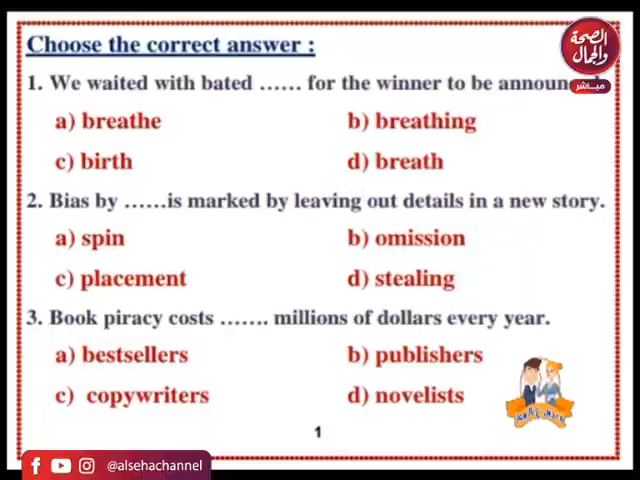 الصحة
والجمال
مباشر
Choose the correct answer :
1. We waited with bated …… for the winner to be
a) breathe
b) breathing
c) birth
d) breath
2. Bias by ……is marked by leaving out details in a new story.
a) spin
b) omission
c) placement
d) stealing
3. Book piracy costs ……. millions of dollars every year.
a) bestsellers
b) publishers
c) copywriters
d) novelists
1
@alsehachannel